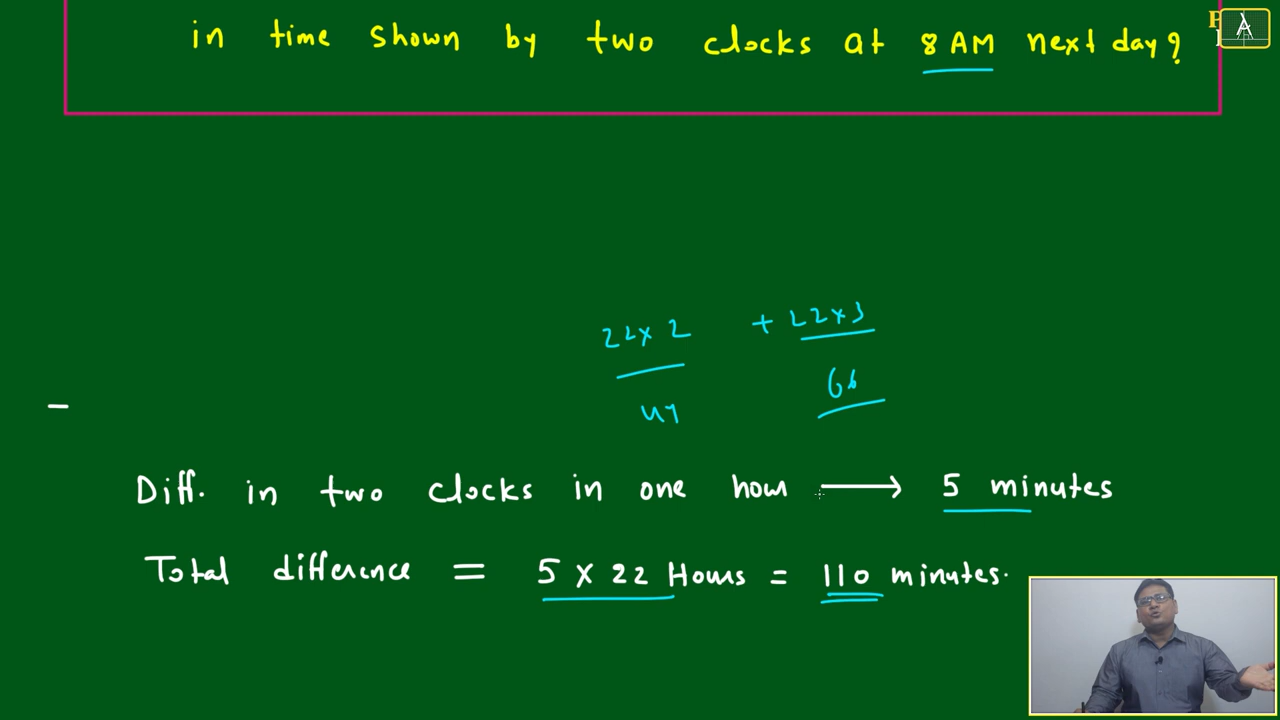 in time shown by two clocks at 8 AM next day?
22x2 + 22x3
44 66
Diff. in two clocks in one hour → 5 minutes
Total difference = 5 x 22 Hours = 110 minutes.